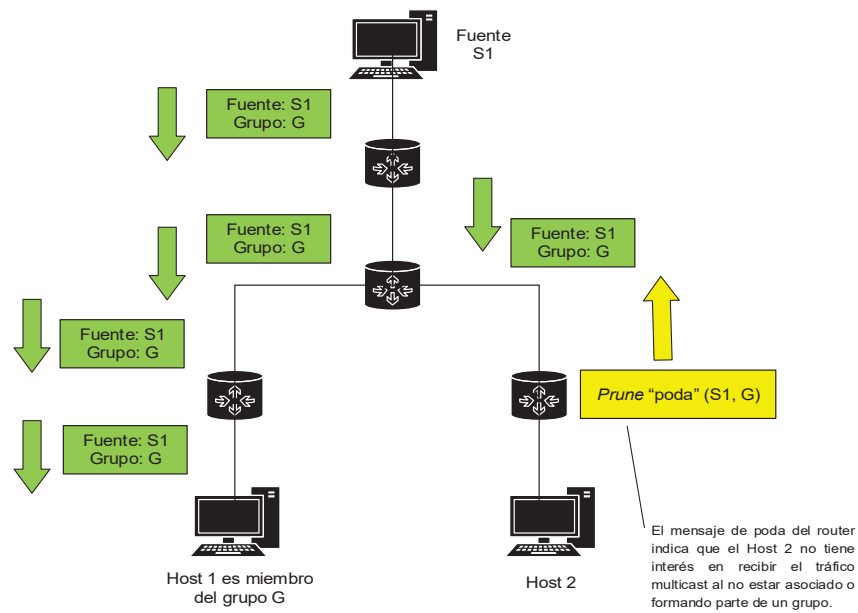 Fuente
S1
Fuente: S1
Grupo: G
Fuente: S1
Grupo: G
Fuente: S1
Grupo: G
Fuente: S1
Grupo: G
Prune “poda” (S1, G)
Fuente: S1
Grupo: G
Host 1 es miembro
del grupo G
Host 2
El mensaje de poda del router
indica que el Host 2 no tiene
interés en recibir el tráfico
multicast al no estar asociado o
formando parte de un grupo.